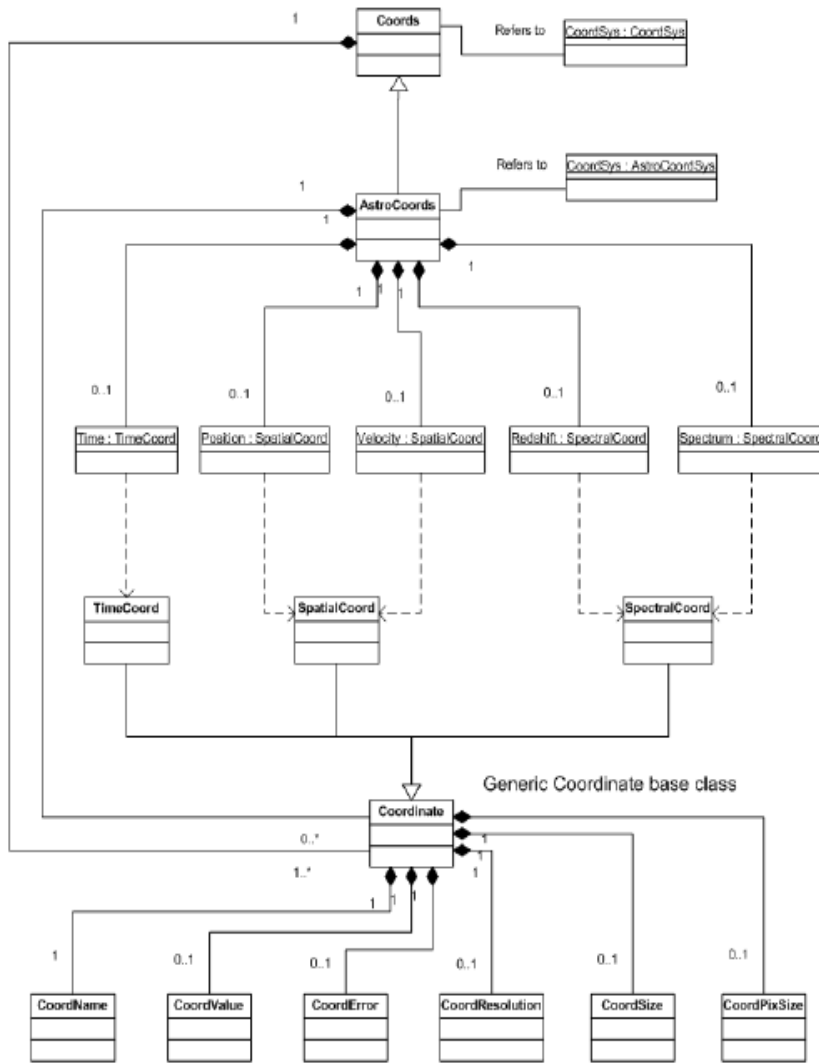 1
Coords
Refers to
CoordSys : CoordSys
Refers to
CoordSys : AstroCoordSys
1
AstroCoords
1
1
1
1
1
0..1
0..1
0..1
0..1
0..1
Time : TimeCoord
Position : SpatialCoord
Velocity : SpatialCoord
Redshift : SpectralCoord
Spectrum : SpectralCoord
TimeCoord
SpatialCoord
SpectralCoord
Generic Coordinate base class
Coordinate
0..*
1
1
1..*
1
1
1
1
1
0..1
0..1
0..1
0..1
0..1
CoordName
CoordValue
CoordError
CoordResolution
CoordSize
CoordPixSize